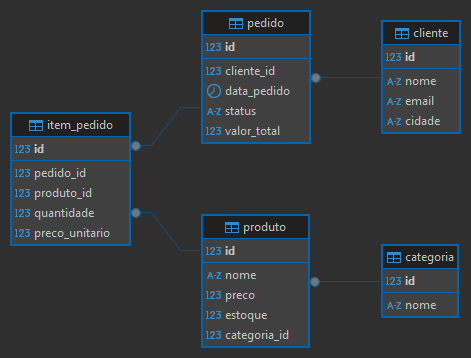 pedido
123 id
123 cliente_id
data_pedido
A-Z status
123 valor_total
cliente
123 id
A-Z nome
A-Z email
A-Z cidade
item_pedido
123 id
123 pedido_id
123 produto_id
123 quantidade
123 preco_unitario
produto
123 id
A-Z nome
123 preco
123 estoque
123 categoria_id
categoria
123 id
A-Z nome